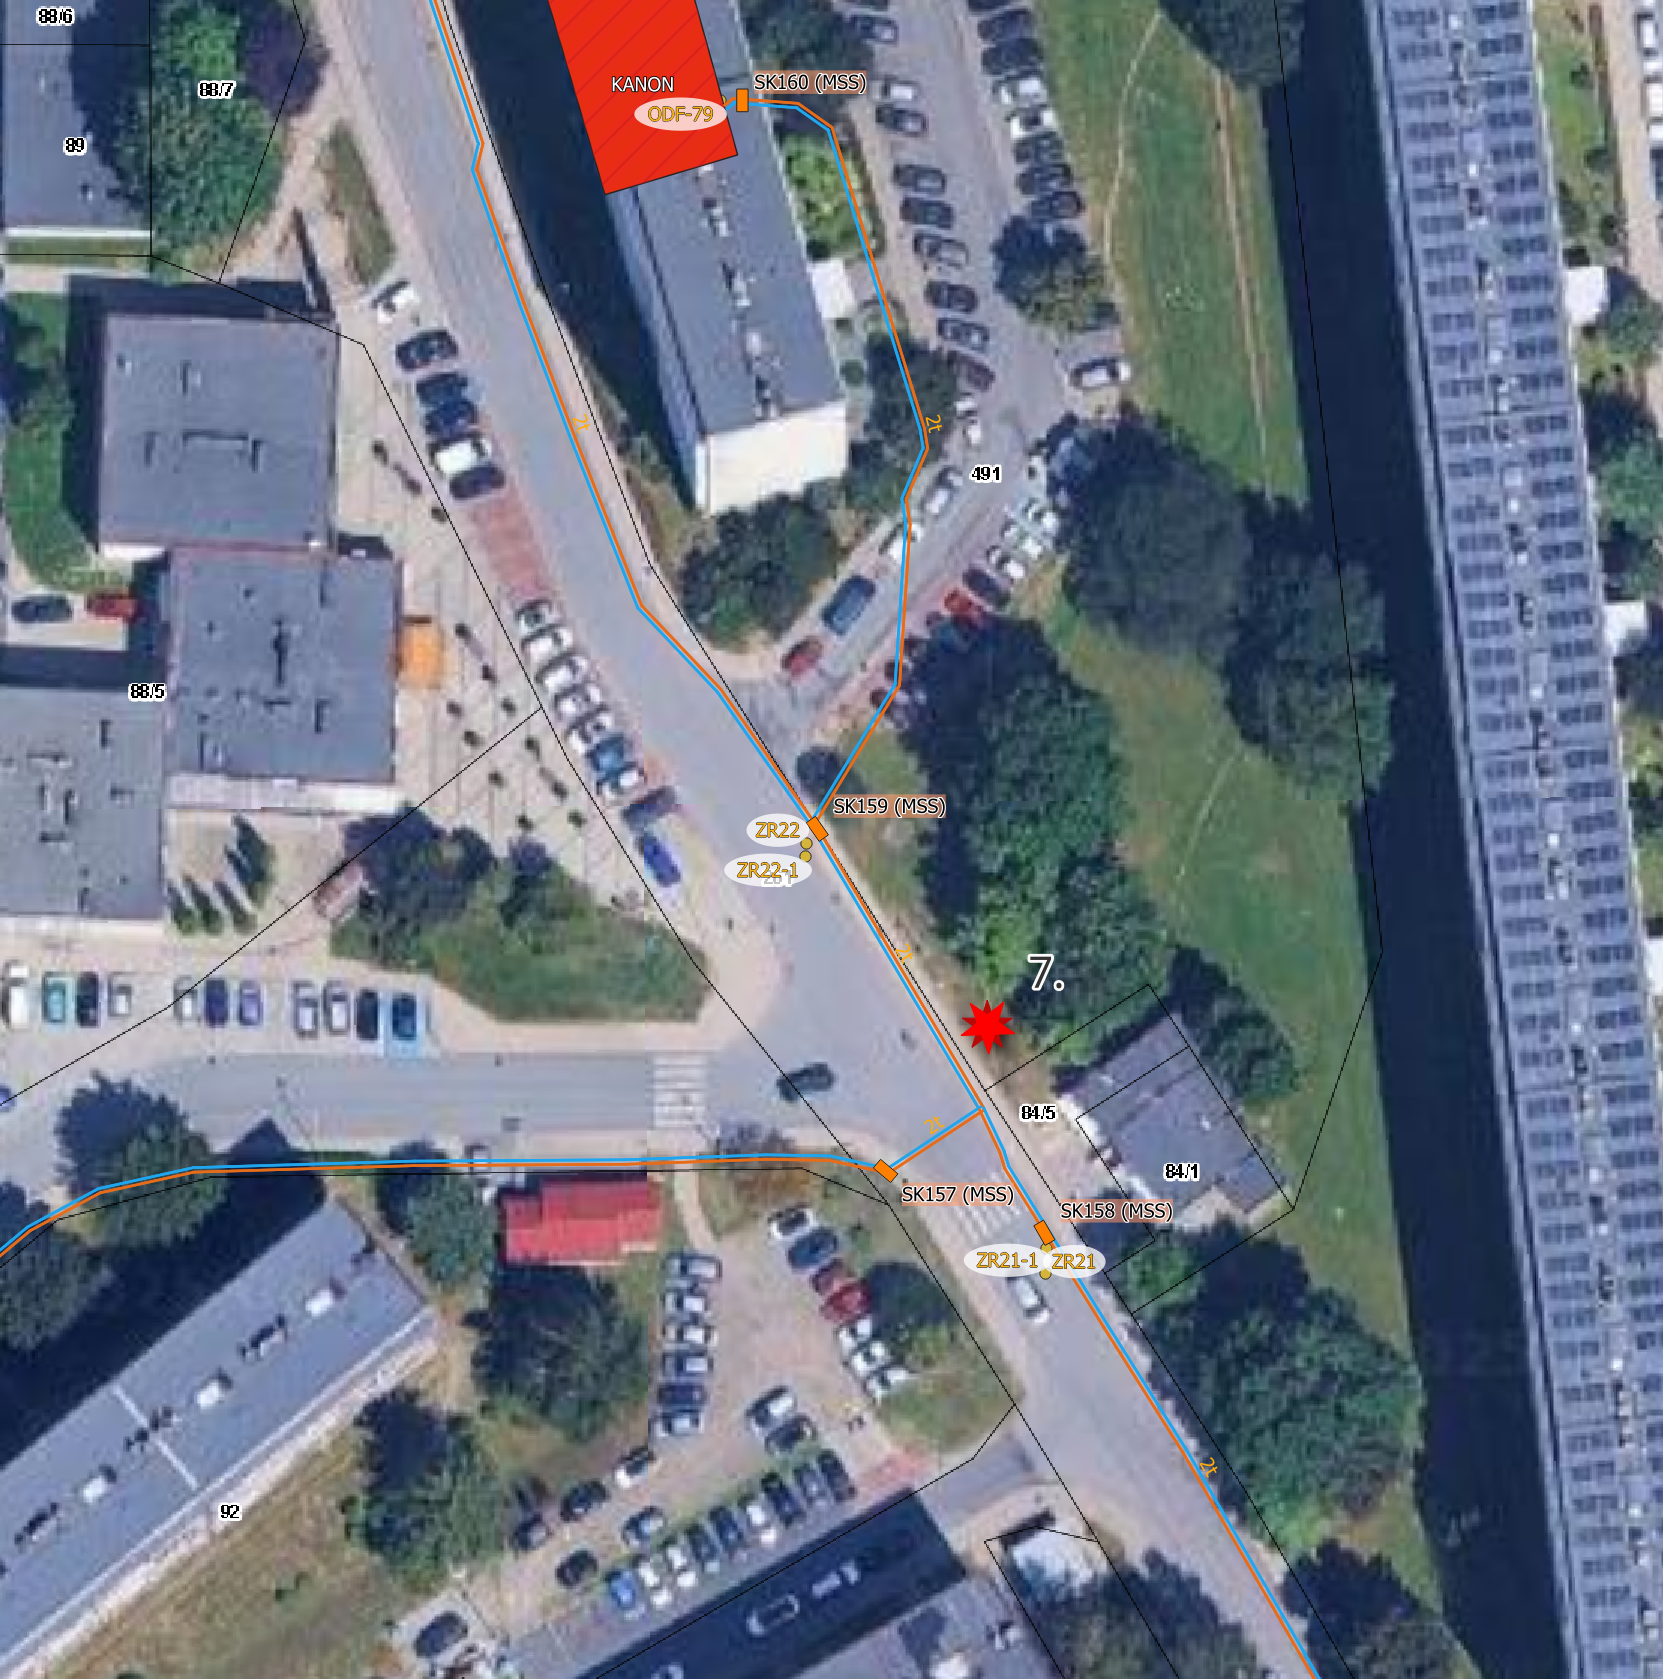 88/6
88/7
89
KANON
SK160 (MSS)
ODF-79
2t
2t
491
88/5
SK159 (MSS)
ZR22
ZR22-1
2t
7.
84/5
2t
84/1
SK157 (MSS)
SK158 (MSS)
ZR21-1
ZR21
2t
92